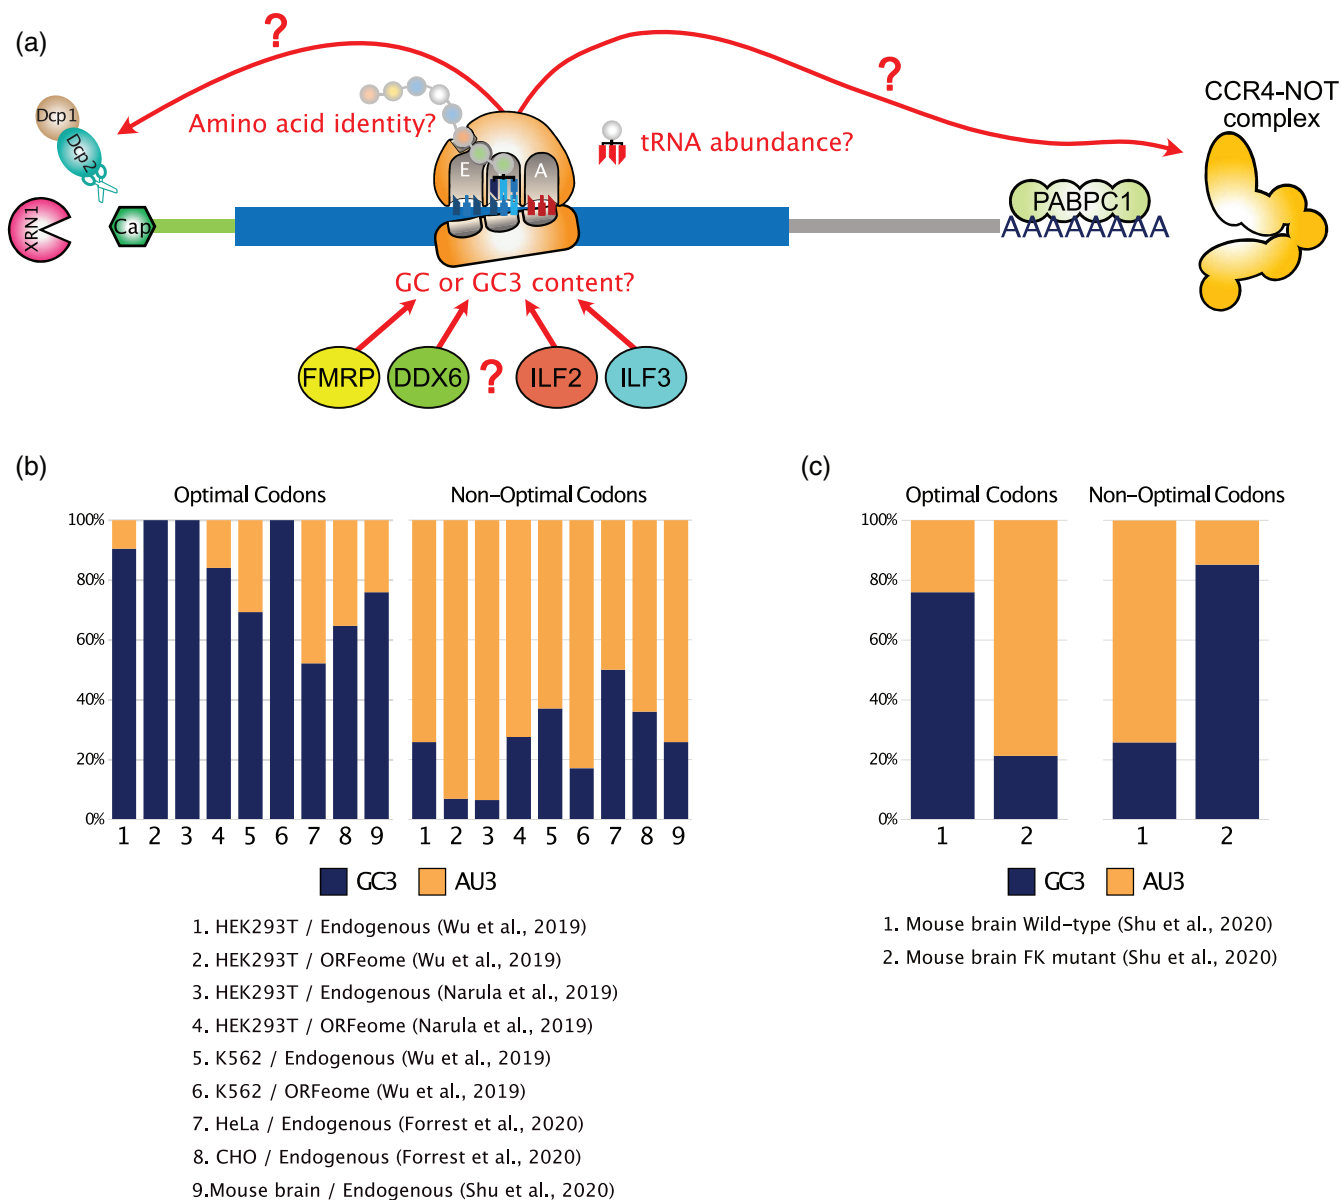 (a)
?
?
Dcp1
Dcp2
Amino acid identity?
tRNA abundance?
CCR4-NOT
complex
E
A
XRN1
Cap
PABPC1
AAAAAAAA
GC or GC3 content?
FMRP
DDX6
?
ILF2
ILF3
(b)
Optimal Codons
Non-Optimal Codons
100%
80%
60%
40%
20%
0%
1 2 3 4 5 6 7 8 9
1 2 3 4 5 6 7 8 9
GC3 AU3
1. HEK293T / Endogenous (Wu et al., 2019)
2. HEK293T / ORFeome (Wu et al., 2019)
3. HEK293T / Endogenous (Narula et al., 2019)
4. HEK293T / ORFeome (Narula et al., 2019)
5. K562 / Endogenous (Wu et al., 2019)
6. K562 / ORFeome (Wu et al., 2019)
7. HeLa / Endogenous (Forrest et al., 2020)
8. CHO / Endogenous (Forrest et al., 2020)
9.Mouse brain / Endogenous (Shu et al., 2020)
(c)
Optimal Codons
Non-Optimal Codons
100%
80%
60%
40%
20%
0%
1 2
1 2
GC3 AU3
1. Mouse brain Wild-type (Shu et al., 2020)
2. Mouse brain FK mutant (Shu et al., 2020)